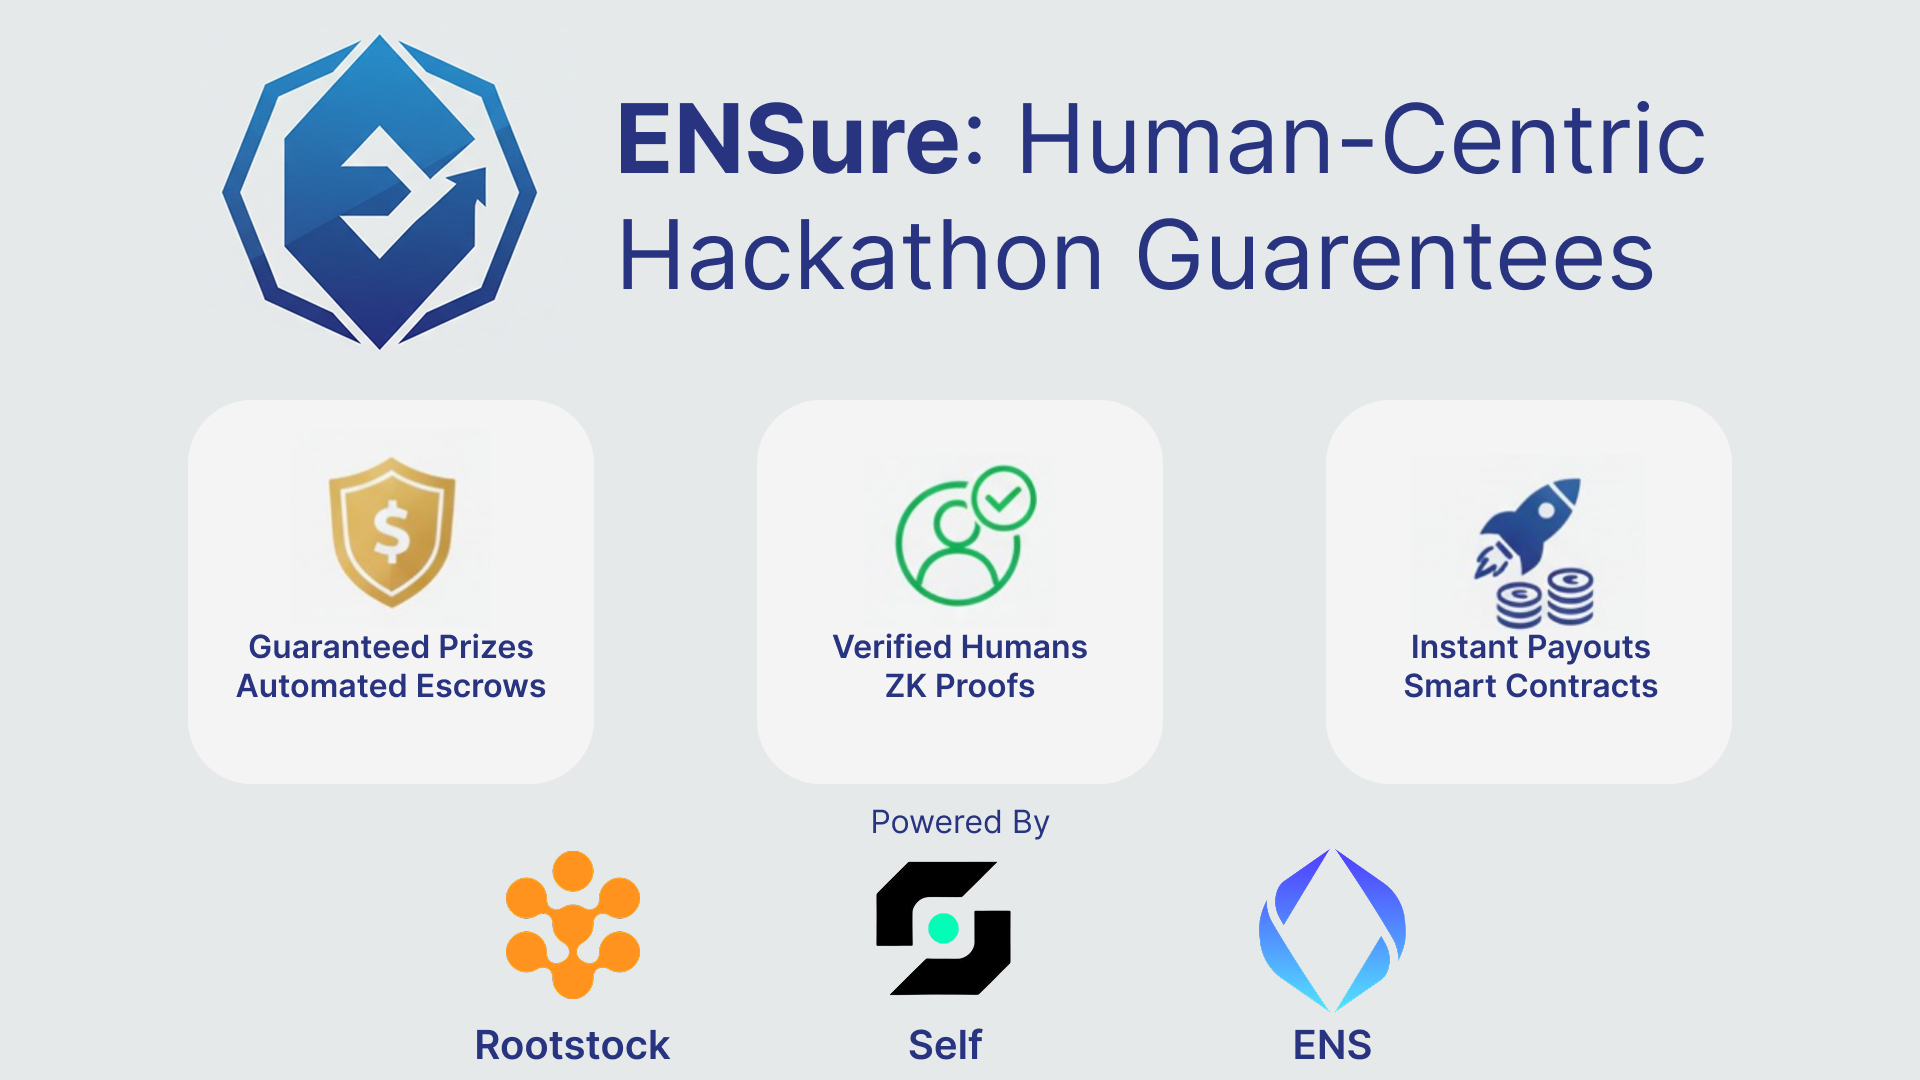 ENSure: Human-Centric
Hackathon Guarentees
Guaranteed Prizes
Automated Escrows
Verified Humans
ZK Proofs
Instant Payouts
Smart Contracts
Powered By
Rootstock
Self
ENS